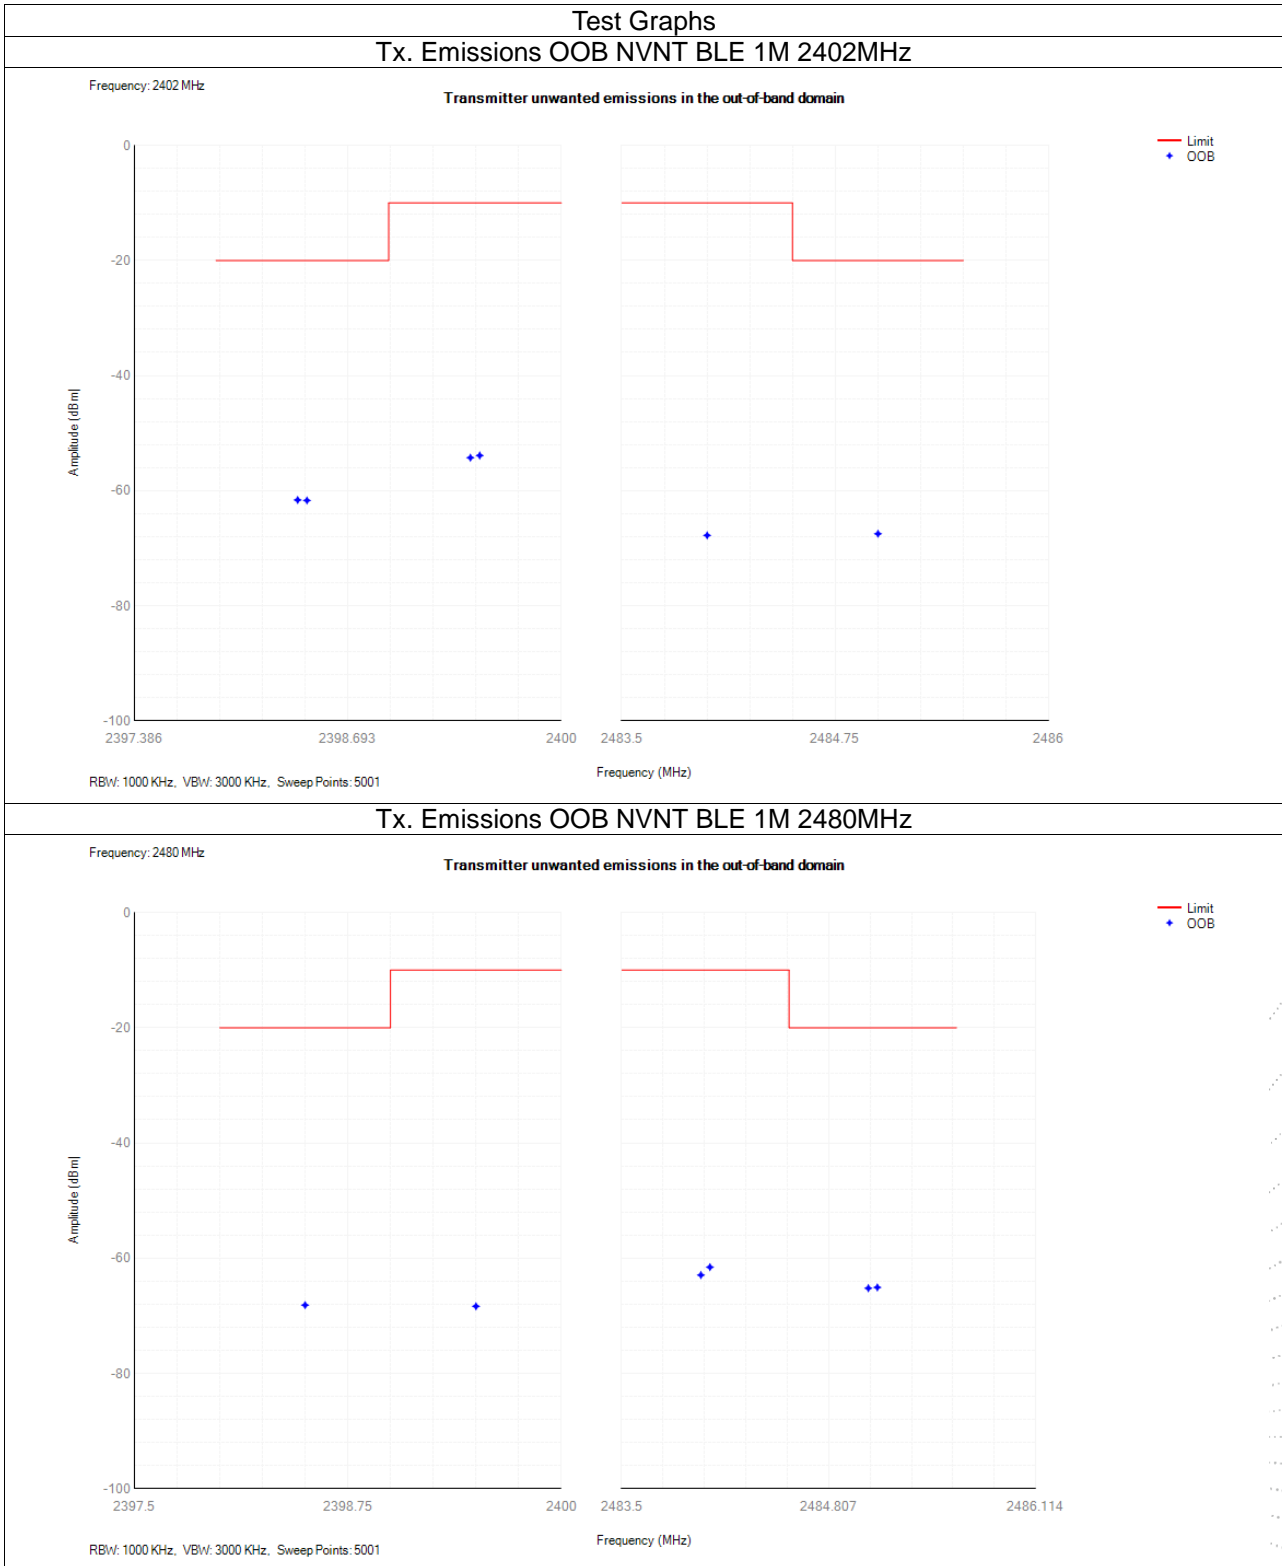 Test Graphs
Tx. Emissions OOB NVNT BLE 1M 2402MHz
Frequency: 2402 MHz
Transmitter unwanted emissions in the out-of-band domain
Limit
OOB
0
-20
-40
-60
-80
-100
Amplitude [dBm]
2397.386 2398.693 2400 2483.5 2484.75 2486
Frequency (MHz)
RBW: 1000 KHz, VBW: 3000 KHz, Sweep Points: 5001
Tx. Emissions OOB NVNT BLE 1M 2480MHz
Frequency: 2480 MHz
Transmitter unwanted emissions in the out-of-band domain
Limit
OOB
0
-20
-40
-60
-80
-100
Amplitude [dBm]
2397.5 2398.75 2400 2483.5 2484.807 2486.114
Frequency (MHz)
RBW: 1000 KHz, VBW: 3000 KHz, Sweep Points: 5001